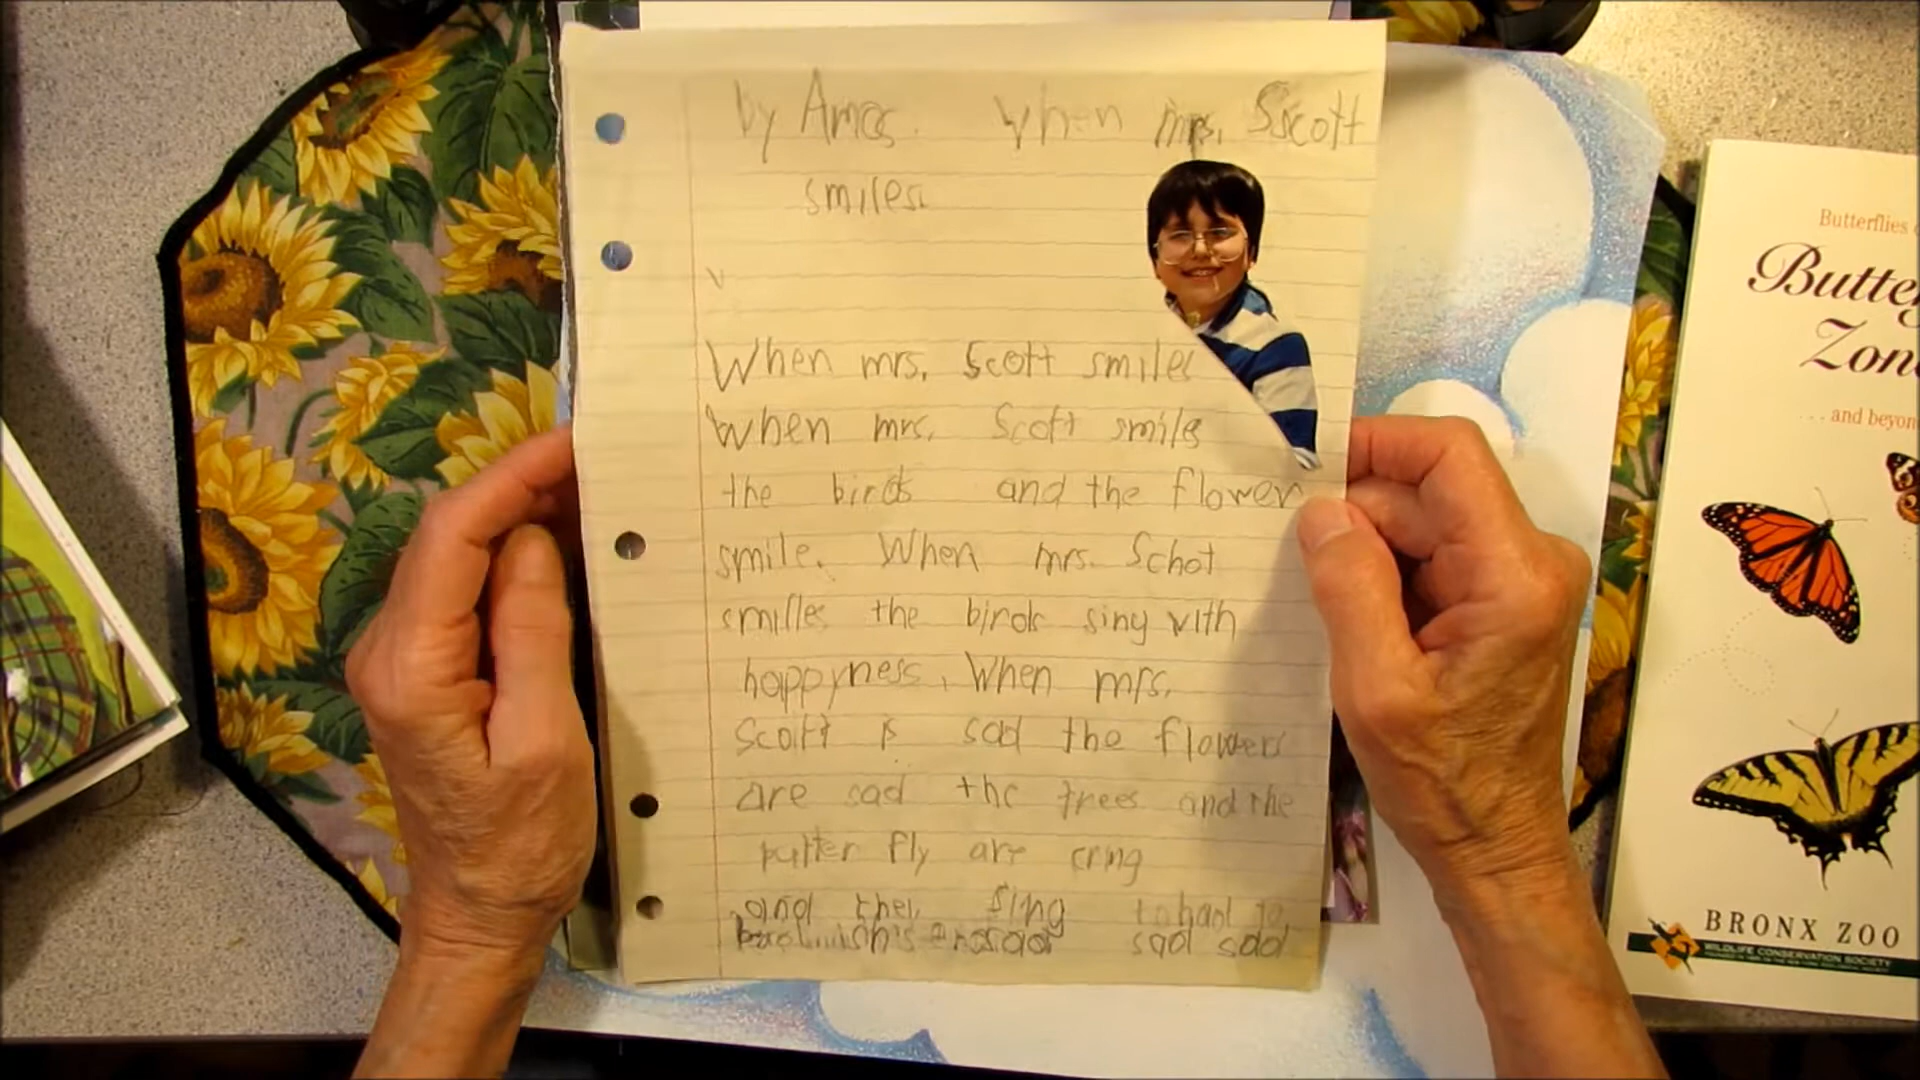 by Amos. When mrs. Sscott
smiles.
When mrs. Scott smiles
When mrs. Scott smile
the birds and the flower
smile. When mrs. Schot
smilles the birds sing with
happyness. When mrs.
Scott is sad the flowers
are sad the trees and the
butter fly are cring
and sing
sad sad
Butterflies
Butte
Zon
... and beyon
BRONX ZOO
WILDLIFE CONSERVATION SOCIETY